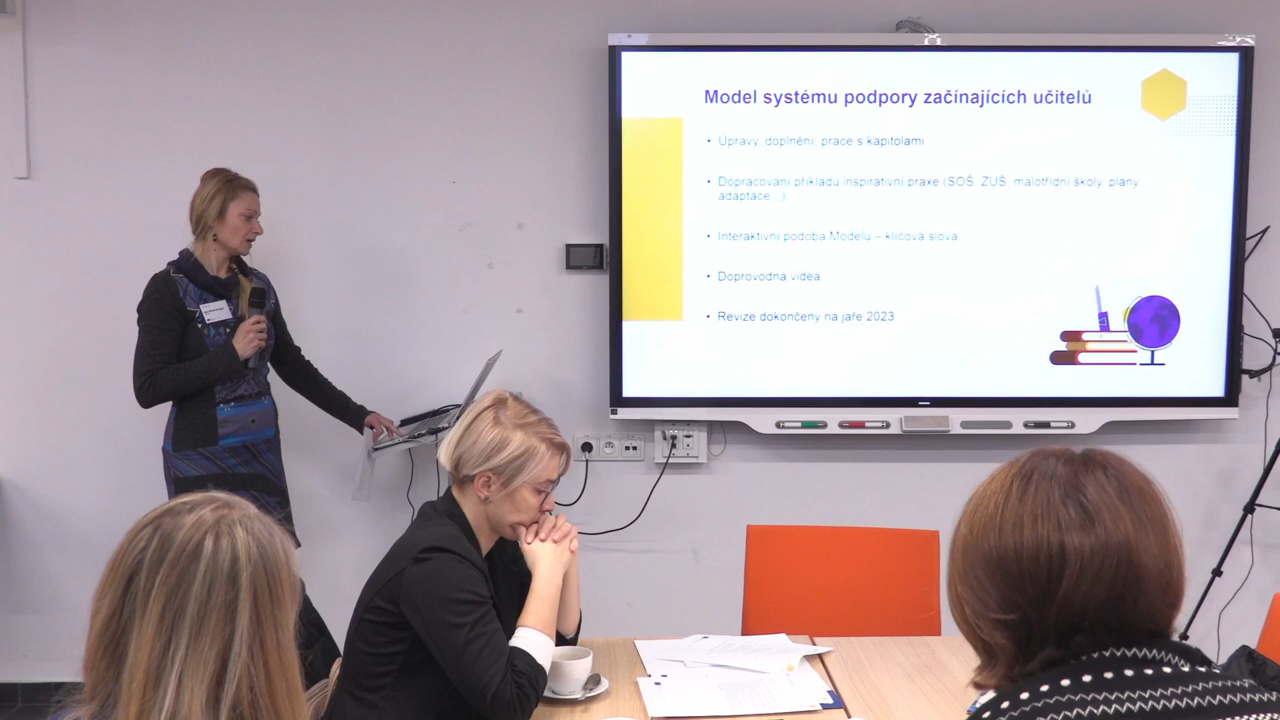 Model systému podpory začínajících učitelů
• Úpravy, doplnění, práce s kapitolami
• Dopracování příkladů inspirativní praxe (SOŠ, ZUŠ, malotřídní školy, plány
adaptace...)
• Interaktivní podoba Modelu – klíčová slova
• Doprovodná videa
• Revize dokončeny na jaře 2023